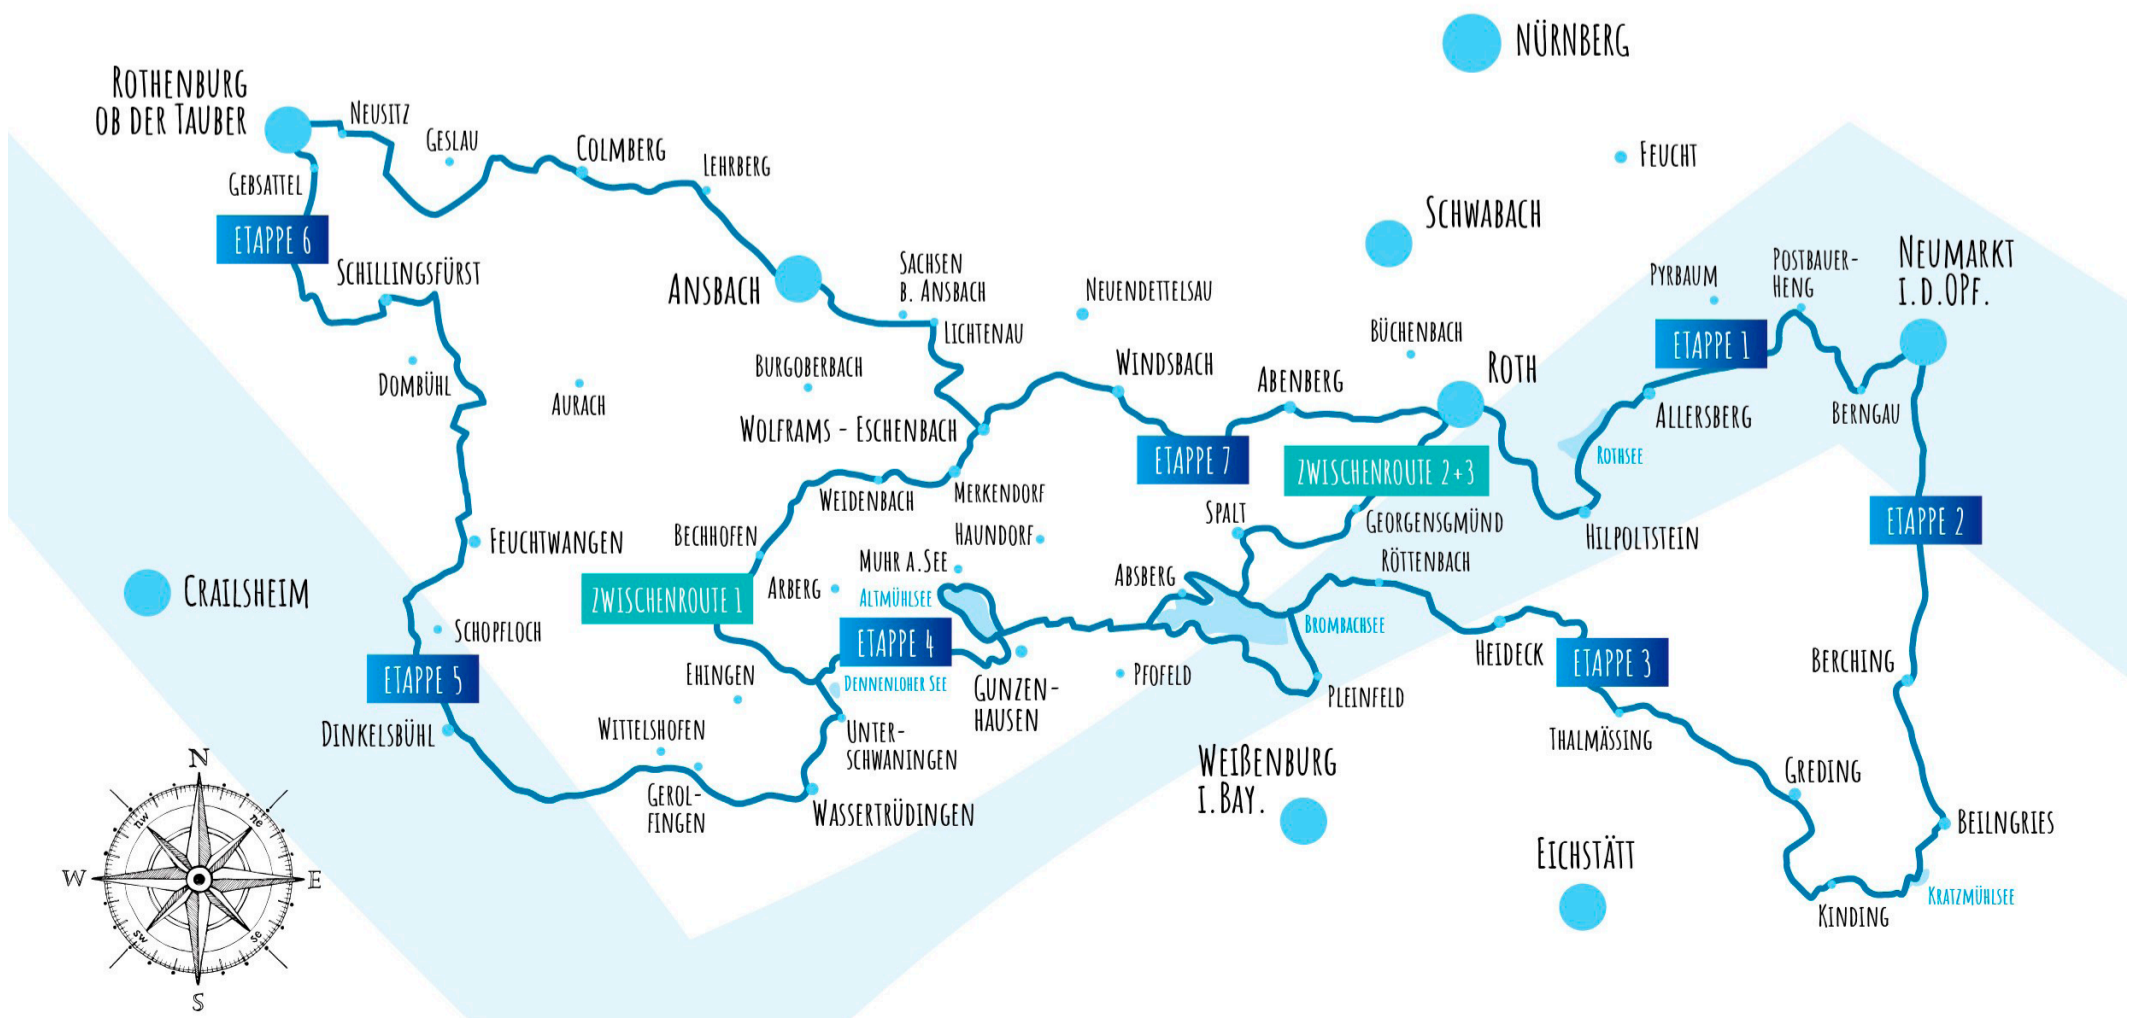 NÜRNBERG
ROTHENBURG
OB DER TAUBER
NEUSITZ
GESLAU
COLMBERG
LEHRBERG
FEUCHT
GEBSATTEL
SCHWABACH
ETAPPE 6
SCHILLINGSFÜRST
ANSBACH
SACHSEN
B. ANSBACH
NEUENDETTELSAU
LICHTENAU
PYRBAUM
POSTBAUER-
HENG
NEUMARKT
I.D.OPF.
BÜCHENBACH
ETAPPE 1
DOMBÜHL
AURACH
BURGOBERBACH
WINDSBACH
ABENBERG
ROTH
ALLERSBERG
BERNGAU
WOLFRAMS - ESCHENBACH
ETAPPE 7
ZWISCHENROUTE 2+3
ROTHSEE
WEIDENBACH
MERKENDORF
SPALT
GEORGENSGMÜND
HILPOLTSTEIN
ETAPPE 2
FEUCHTWANGEN
BECHHOFEN
HAUNDORF
MUHR A.SEE
ABSBERG
RÖTTENBACH
CRAILSHEIM
ZWISCHENROUTE 1
ARBERG
ALTMÜHLSEE
BROMBACHSEE
SCHOPFLOCH
ETAPPE 4
HEIDECK
ETAPPE 3
BERCHING
ETAPPE 5
EHINGEN
DENNENLOHER SEE
GUNZEN-
HAUSEN
PFOFELD
PLEINFELD
DINKELSBÜHL
WITTELSHOFEN
UNTER-
SCHWANINGEN
THALMÄSSING
WEIßENBURG
I.BAY.
GREDING
GEROL-
FINGEN
WASSERTRÜDINGEN
BEILNGRIES
EICHSTÄTT
KINDING
KRATZMÜHLSEE
N
nw
ne
W
E
sw
se
S